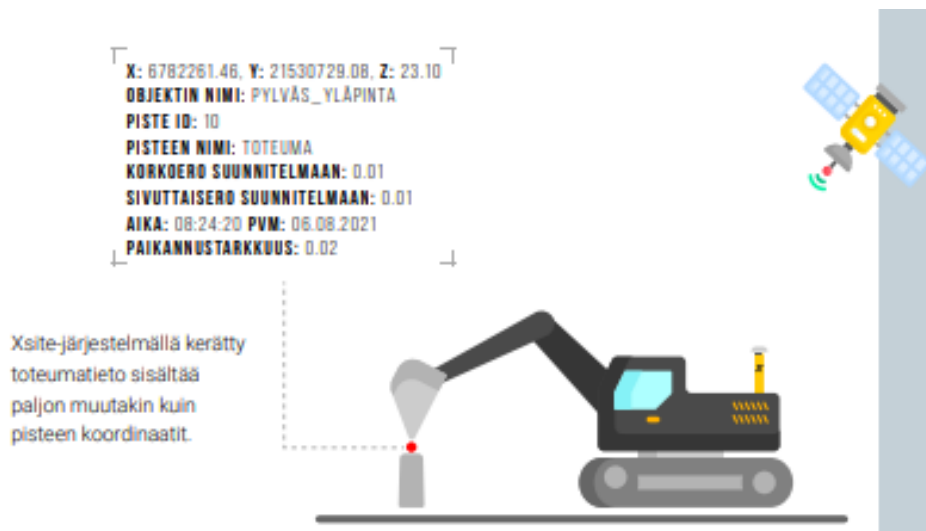 X: 6782261.46, Y: 21530729.08, Z: 23.10
OBJEKTIN NIMI: PYLVÄS_YLÄPINTA
PISTE ID: 10
PISTEEN NIMI: TOTEUMA
KORKOERO SUUNNITELMAAN: 0.01
SIVUTTAISERO SUUNNITELMAAN: 0.01
AIKA: 08:24:20 PVM: 06.08.2021
PAIKANNUSTARKKUUS: 0.02
Xsite-järjestelmällä kerätty
toteumatieto sisältää
paljon muutakin kuin
pisteen koordinaatit.